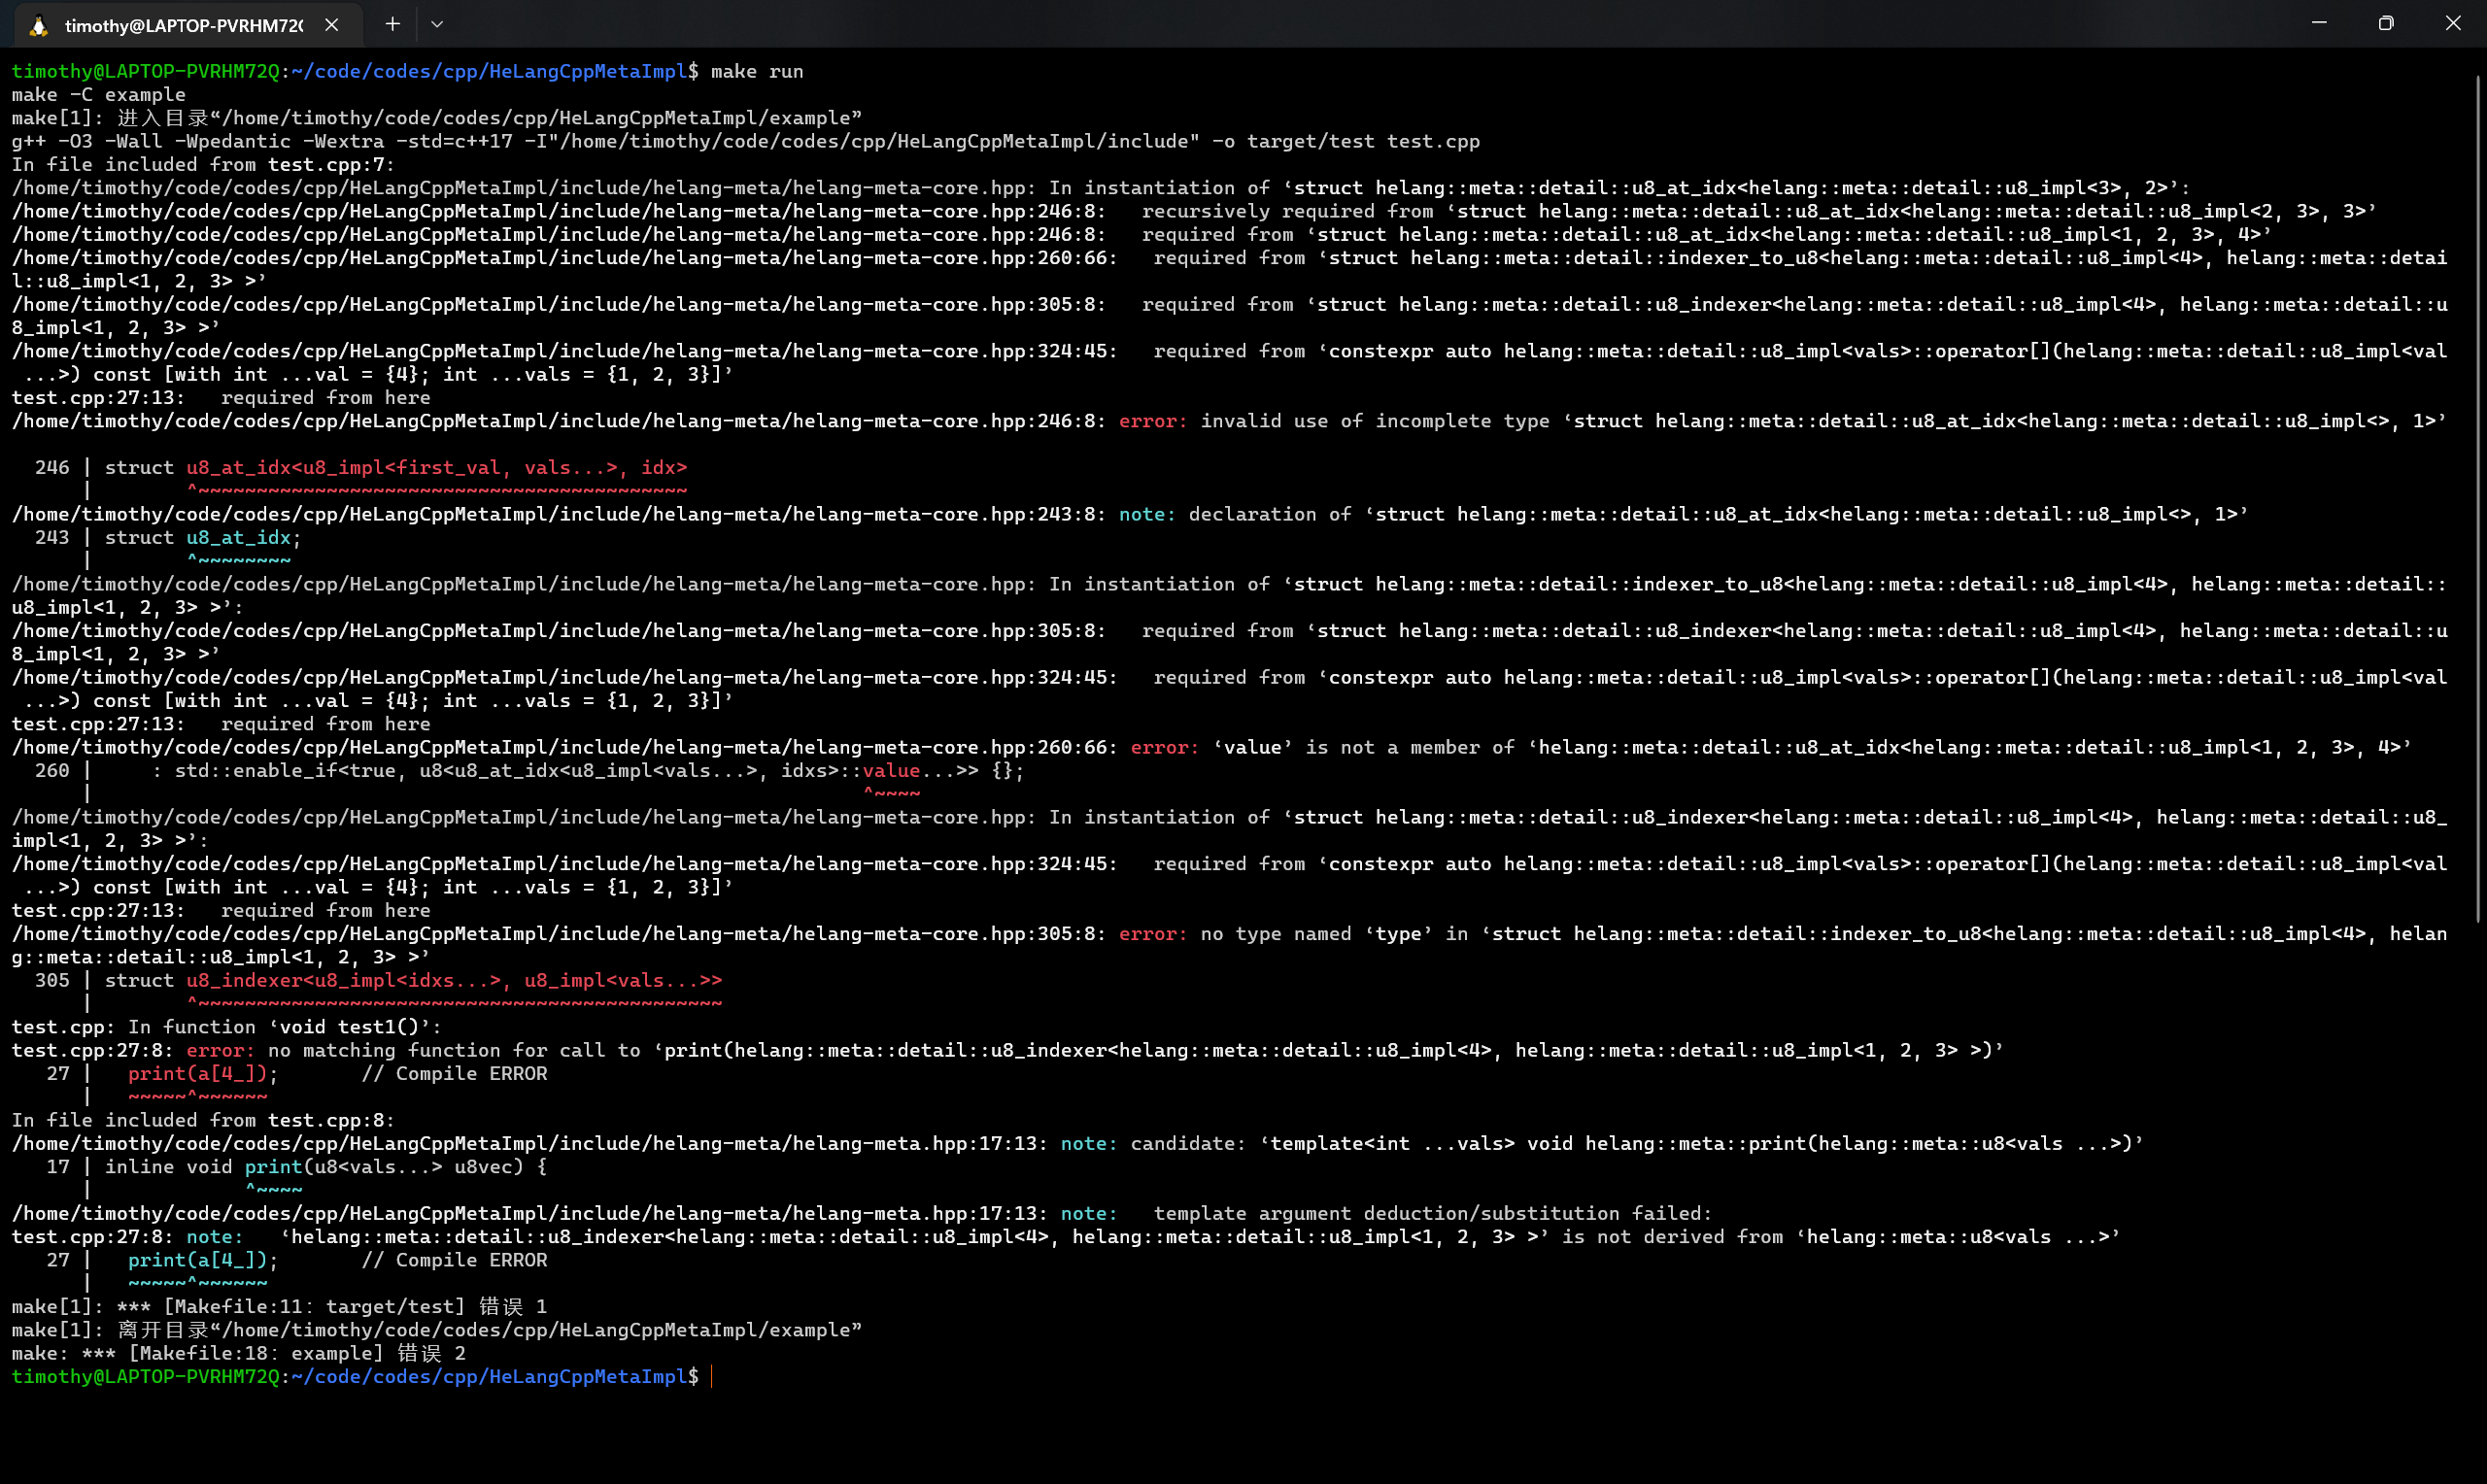 timothy@LAPTOP-PVRHM72Q
timothy@LAPTOP-PVRHM72Q:~/code/codes/cpp/HeLangCppMetaImpl$ make run
make -C example
make[1]: 进入目录“/home/timothy/code/codes/cpp/HeLangCppMetaImpl/example”
g++ -O3 -Wall -Wpedantic -Wextra -std=c++17 -I"/home/timothy/code/codes/cpp/HeLangCppMetaImpl/include" -o target/test test.cpp
In file included from test.cpp:7:
/home/timothy/code/codes/cpp/HeLangCppMetaImpl/include/helang-meta/helang-meta-core.hpp: In instantiation of ‘struct helang::meta::detail::u8_at_idx<helang::meta::detail::u8_impl<3>, 2>’:
/home/timothy/code/codes/cpp/HeLangCppMetaImpl/include/helang-meta/helang-meta-core.hpp:246:8:   recursively required from ‘struct helang::meta::detail::u8_at_idx<helang::meta::detail::u8_impl<2, 3>, 3>’
/home/timothy/code/codes/cpp/HeLangCppMetaImpl/include/helang-meta/helang-meta-core.hpp:246:8:   required from ‘struct helang::meta::detail::u8_at_idx<helang::meta::detail::u8_impl<1, 2, 3>, 4>’
/home/timothy/code/codes/cpp/HeLangCppMetaImpl/include/helang-meta/helang-meta-core.hpp:260:66:   required from ‘struct helang::meta::detail::indexer_to_u8<helang::meta::detail::u8_impl<4>, helang::meta::detai
l::u8_impl<1, 2, 3> >’
/home/timothy/code/codes/cpp/HeLangCppMetaImpl/include/helang-meta/helang-meta-core.hpp:305:8:   required from ‘struct helang::meta::detail::u8_indexer<helang::meta::detail::u8_impl<4>, helang::meta::detail::u
8_impl<1, 2, 3> >’
/home/timothy/code/codes/cpp/HeLangCppMetaImpl/include/helang-meta/helang-meta-core.hpp:324:45:   required from ‘constexpr auto helang::meta::detail::u8_impl<vals>::operator[](helang::meta::detail::u8_impl<val
 ...>) const [with int ...val = {4}; int ...vals = {1, 2, 3}]’
test.cpp:27:13:   required from here
/home/timothy/code/codes/cpp/HeLangCppMetaImpl/include/helang-meta/helang-meta-core.hpp:246:8: error: invalid use of incomplete type ‘struct helang::meta::detail::u8_at_idx<helang::meta::detail::u8_impl<>, 1>’
  246 | struct u8_at_idx<u8_impl<first_val, vals...>, idx>
      |        ^~~~~~~~~~~~~~~~~~~~~~~~~~~~~~~~~~~~~~~~~~~
/home/timothy/code/codes/cpp/HeLangCppMetaImpl/include/helang-meta/helang-meta-core.hpp:243:8: note: declaration of ‘struct helang::meta::detail::u8_at_idx<helang::meta::detail::u8_impl<>, 1>’
  243 | struct u8_at_idx;
      |        ^~~~~~~~~
/home/timothy/code/codes/cpp/HeLangCppMetaImpl/include/helang-meta/helang-meta-core.hpp: In instantiation of ‘struct helang::meta::detail::indexer_to_u8<helang::meta::detail::u8_impl<4>, helang::meta::detail::
u8_impl<1, 2, 3> >’:
/home/timothy/code/codes/cpp/HeLangCppMetaImpl/include/helang-meta/helang-meta-core.hpp:305:8:   required from ‘struct helang::meta::detail::u8_indexer<helang::meta::detail::u8_impl<4>, helang::meta::detail::u
8_impl<1, 2, 3> >’
/home/timothy/code/codes/cpp/HeLangCppMetaImpl/include/helang-meta/helang-meta-core.hpp:324:45:   required from ‘constexpr auto helang::meta::detail::u8_impl<vals>::operator[](helang::meta::detail::u8_impl<val
 ...>) const [with int ...val = {4}; int ...vals = {1, 2, 3}]’
test.cpp:27:13:   required from here
/home/timothy/code/codes/cpp/HeLangCppMetaImpl/include/helang-meta/helang-meta-core.hpp:260:66: error: ‘value’ is not a member of ‘helang::meta::detail::u8_at_idx<helang::meta::detail::u8_impl<1, 2, 3>, 4>’
  260 |     : std::enable_if<true, u8<u8_at_idx<u8_impl<vals...>, idxs>::value...>> {};
      |                                                                  ^~~~~
/home/timothy/code/codes/cpp/HeLangCppMetaImpl/include/helang-meta/helang-meta-core.hpp: In instantiation of ‘struct helang::meta::detail::u8_indexer<helang::meta::detail::u8_impl<4>, helang::meta::detail::u8_
impl<1, 2, 3> >’:
/home/timothy/code/codes/cpp/HeLangCppMetaImpl/include/helang-meta/helang-meta-core.hpp:324:45:   required from ‘constexpr auto helang::meta::detail::u8_impl<vals>::operator[](helang::meta::detail::u8_impl<val
 ...>) const [with int ...val = {4}; int ...vals = {1, 2, 3}]’
test.cpp:27:13:   required from here
/home/timothy/code/codes/cpp/HeLangCppMetaImpl/include/helang-meta/helang-meta-core.hpp:305:8: error: no type named ‘type’ in ‘struct helang::meta::detail::indexer_to_u8<helang::meta::detail::u8_impl<4>, helan
g::meta::detail::u8_impl<1, 2, 3> >’
  305 | struct u8_indexer<u8_impl<idxs...>, u8_impl<vals...>>
      |        ^~~~~~~~~~~~~~~~~~~~~~~~~~~~~~~~~~~~~~~~~~~~~~
test.cpp: In function ‘void test1()’:
test.cpp:27:8: error: no matching function for call to ‘print(helang::meta::detail::u8_indexer<helang::meta::detail::u8_impl<4>, helang::meta::detail::u8_impl<1, 2, 3> >)’
   27 |   print(a[4_]);       // Compile ERROR
      |   ~~~~~^~~~~~~
In file included from test.cpp:8:
/home/timothy/code/codes/cpp/HeLangCppMetaImpl/include/helang-meta/helang-meta.hpp:17:13: note: candidate: ‘template<int ...vals> void helang::meta::print(helang::meta::u8<vals ...>)’
   17 | inline void print(u8<vals...> u8vec) {
      |             ^~~~~
/home/timothy/code/codes/cpp/HeLangCppMetaImpl/include/helang-meta/helang-meta.hpp:17:13: note:   template argument deduction/substitution failed:
test.cpp:27:8: note:   ‘helang::meta::detail::u8_indexer<helang::meta::detail::u8_impl<4>, helang::meta::detail::u8_impl<1, 2, 3> >’ is not derived from ‘helang::meta::u8<vals ...>’
   27 |   print(a[4_]);       // Compile ERROR
      |   ~~~~~^~~~~~~
make[1]: *** [Makefile:11：target/test] 错误 1
make[1]: 离开目录“/home/timothy/code/codes/cpp/HeLangCppMetaImpl/example”
make: *** [Makefile:18：example] 错误 2
timothy@LAPTOP-PVRHM72Q:~/code/codes/cpp/HeLangCppMetaImpl$